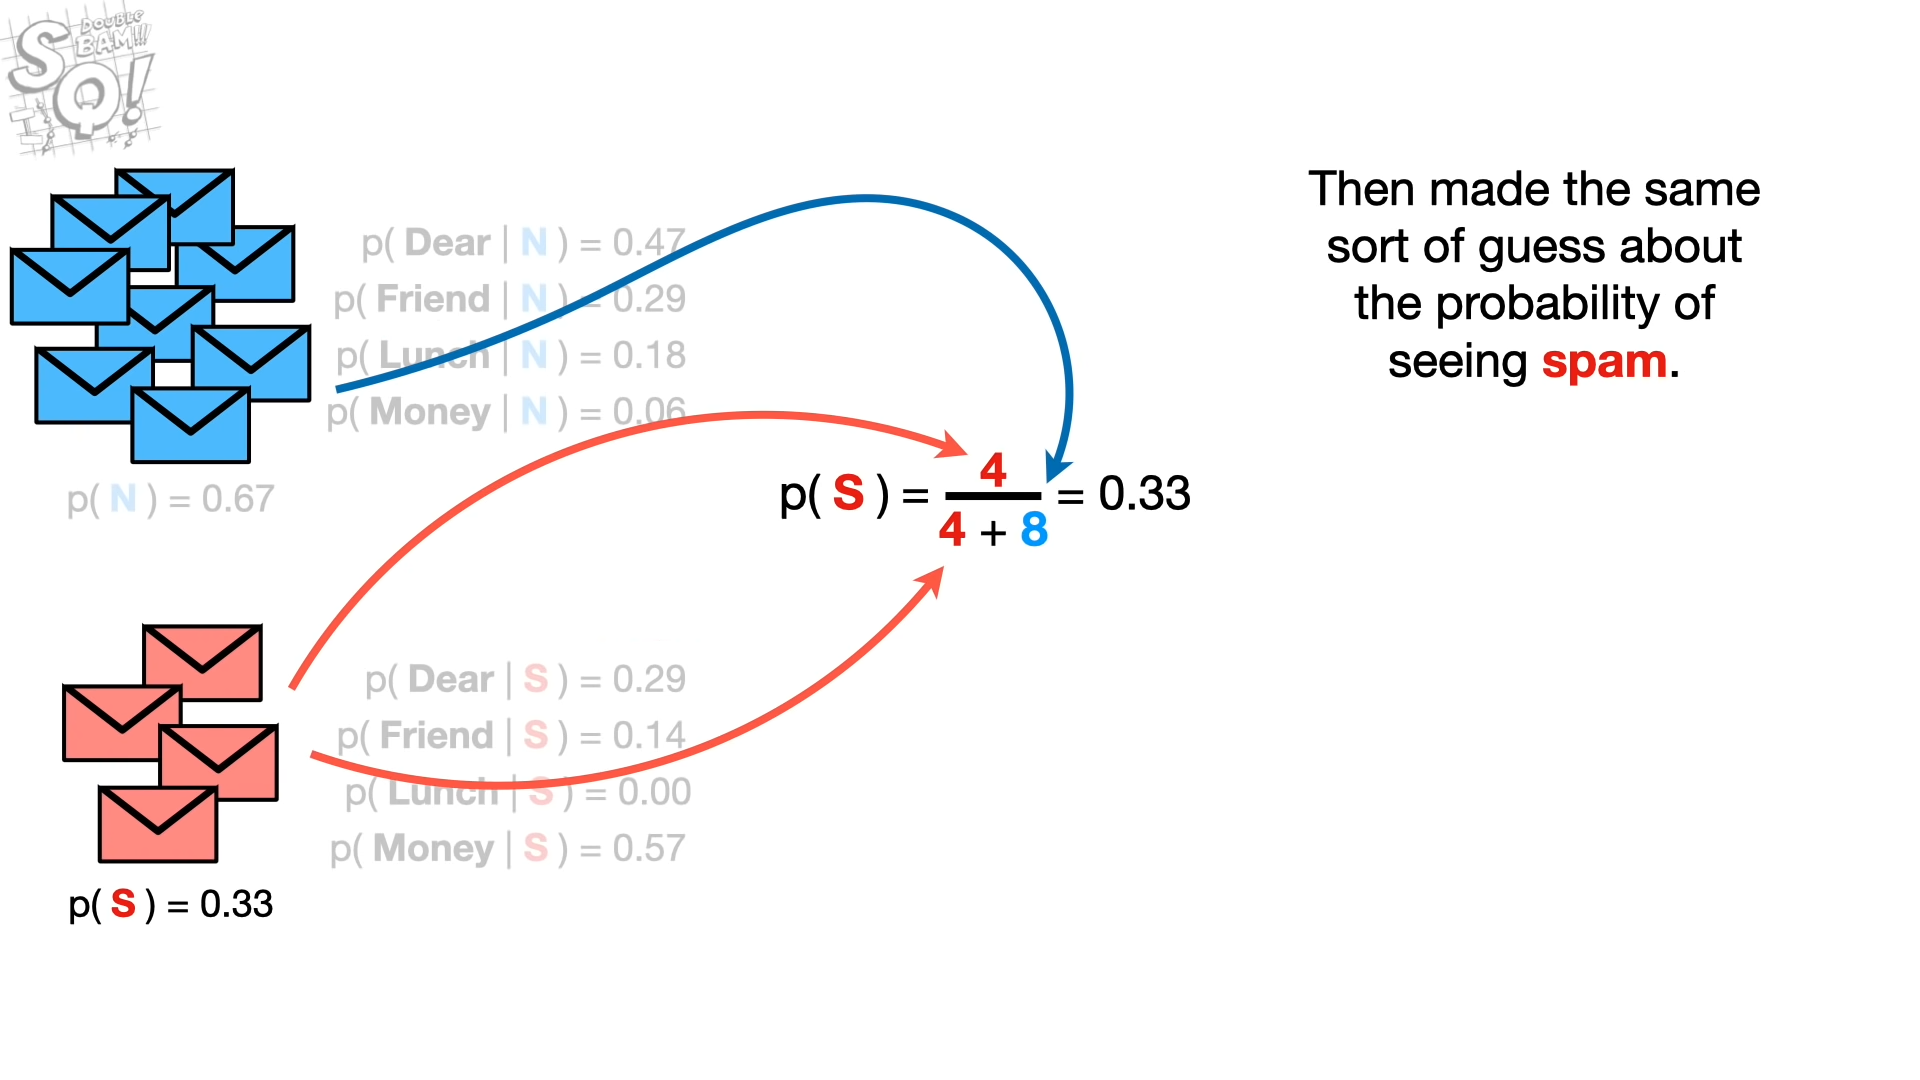 DOUBLE
BAM!!!
SQ!
p( Dear | N ) = 0.47
p( Friend | N ) = 0.29
p( Lunch | N ) = 0.18
p( Money | N ) = 0.06
p( N ) = 0.67
Then made the same
sort of guess about
the probability of
seeing spam.
4
p( S ) = = 0.33
4 + 8
p( Dear | S ) = 0.29
p( Friend | S ) = 0.14
p( Lunch | S ) = 0.00
p( Money | S ) = 0.57
p( S ) = 0.33